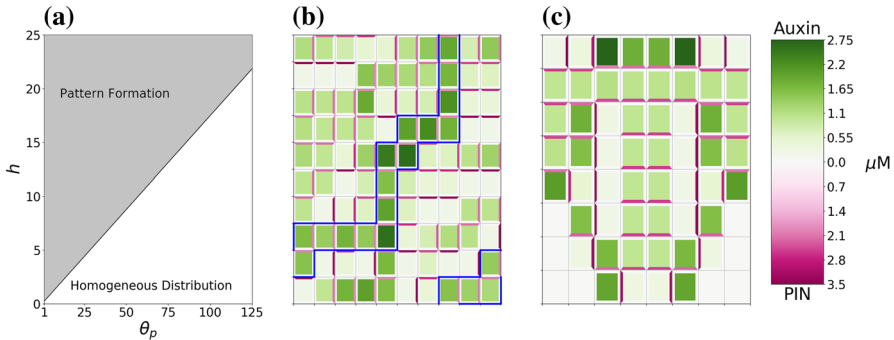 (a)
25
20
15
10
5
0
h
Pattern Formation
Homogeneous Distribution
1 25 50 75 100 125
θp
(b)
(c)
Auxin
2.75
2.2
1.65
1.1
0.55
0.0
0.7
1.4
2.1
2.8
3.5
PIN
μM